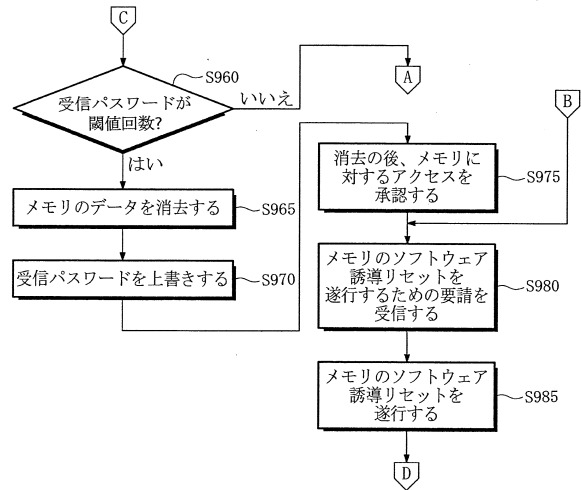 C
受信パスワードが
閾値回数?
S960
いいえ
A
はい
メモリのデータを消去する
S965
受信パスワードを上書きする
S970
B
消去の後、メモリに
対するアクセスを
承認する
S975
メモリのソフトウェア
誘導リセットを
遂行するための要請を
受信する
S980
メモリのソフトウェア
誘導リセットを
遂行する
S985
D